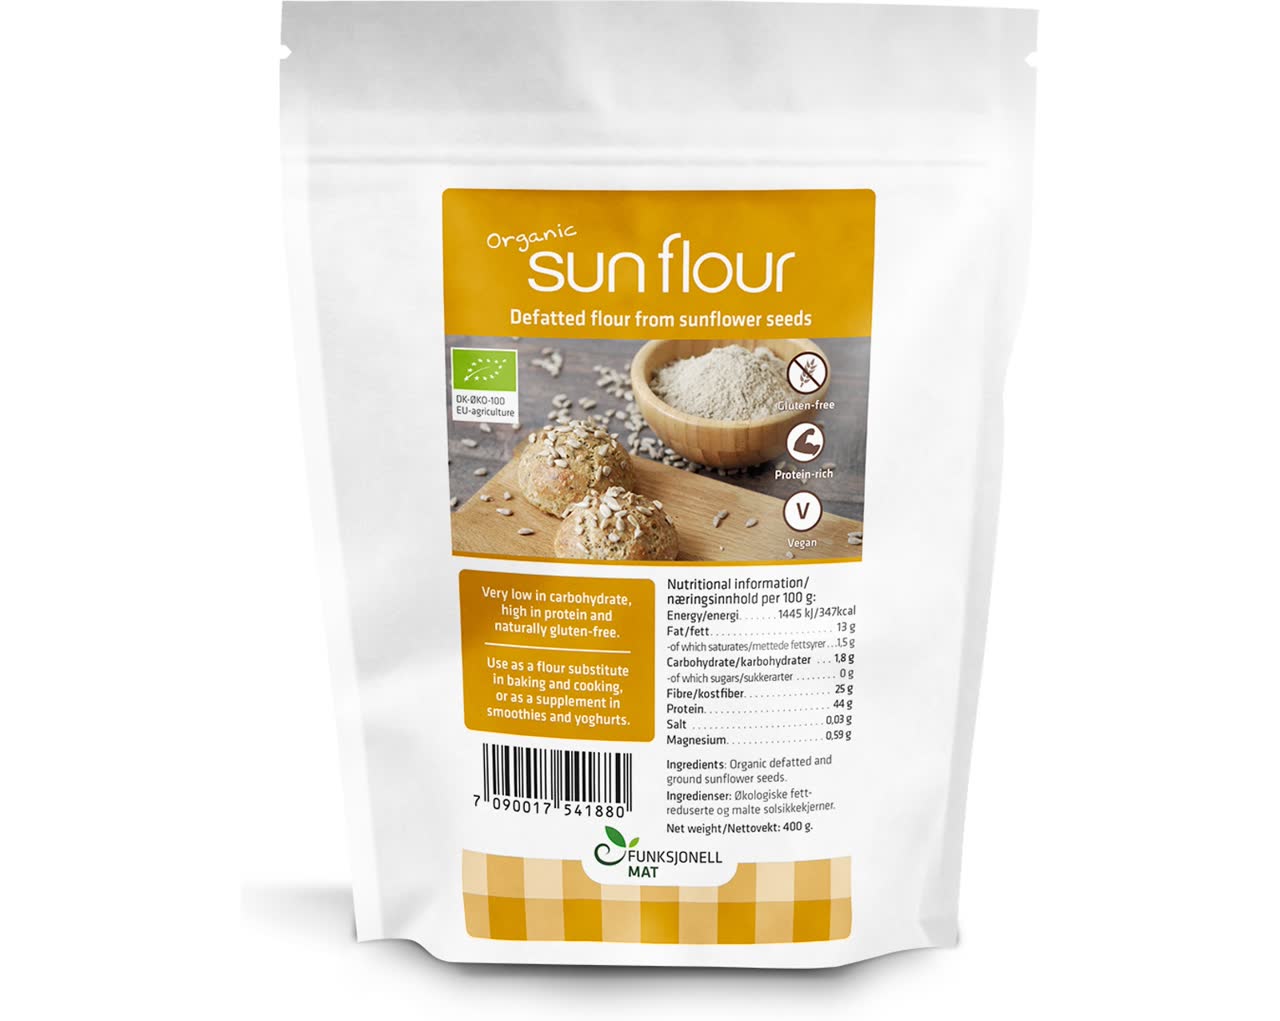 Organic
sun flour
Defatted flour from sunflower seeds
DK-ØKO-100
EU-agriculture
Gluten-free
Protein-rich
V
Vegan
Very low in carbohydrate,
high in protein and
naturally gluten-free.
Use as a flour substitute
in baking and cooking,
or as a supplement in
smoothies and yoghurts.
Nutritional information/
næringsinnhold per 100 g:
Energy/energi....... 1445 kJ/347kcal
Fat/fett.................... 13 g
-of which saturates/mettede fettsyrer...1,5 g
Carbohydrate/karbohydrater ... 1,8 g
-of which sugars/sukkerarter ....... 0 g
Fibre/kostfiber............... 25 g
Protein..................... 44 g
Salt ...................... 0,03 g
Magnesium................ 0,59 g
Ingredients: Organic defatted and
ground sunflower seeds.
Ingredienser: Økologiske fett-
reduserte og malte solsikkekjerner.
Net weight/Nettovekt: 400 g.
7 090017 541880
FUNKSJONELL
MAT